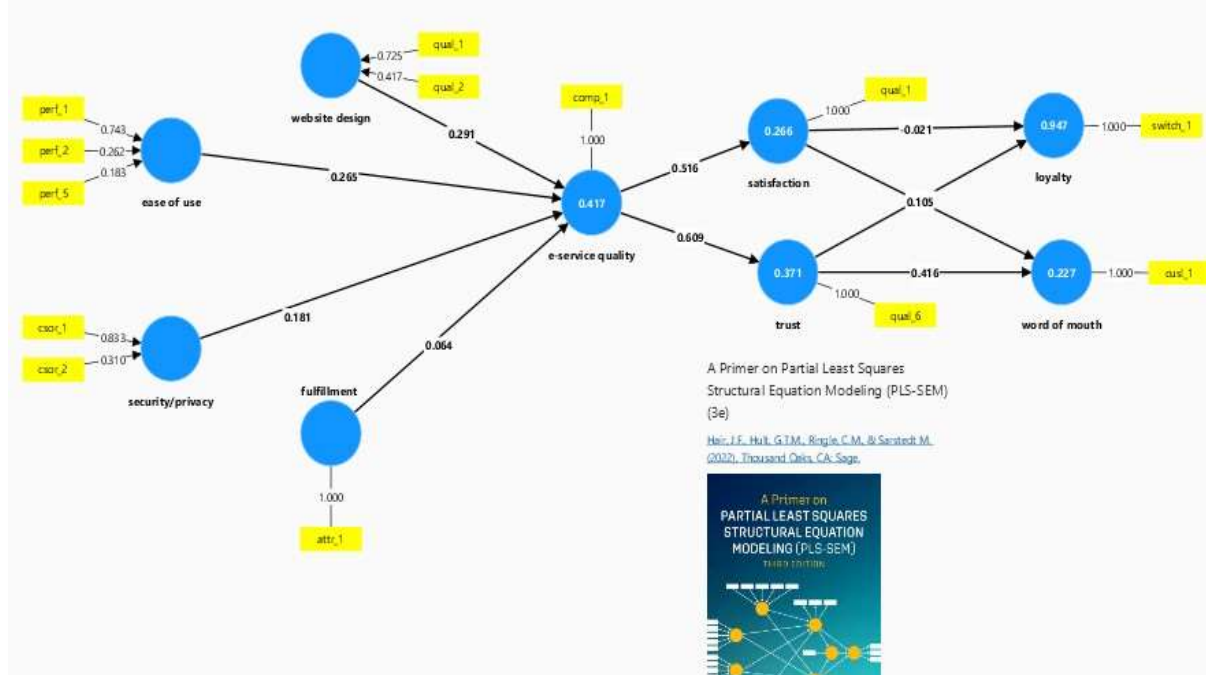 qual_1
0.725
0.417
qual_2
website design
perf_1
0.743
perf_2
0.262
0.183
perf_5
ease of use
0.291
0.265
comp_1
1.000
0.417
e-service quality
csor_1
0.833
0.310
csor_2
security/privacy
0.181
fulfillment
0.064
1.000
attr_1
0.516
0.609
qual_1
1.000
0.266
satisfaction
-0.021
0.947
1.000
switch_1
loyalty
0.105
0.371
trust
0.416
1.000
qual_6
0.227
1.000
cusl_1
word of mouth
A Primer on Partial Least Squares
Structural Equation Modeling (PLS-SEM)
(3e)
Hair, J.F., Hult, G.T.M., Ringle, C.M., & Sarstedt M.
(2022), Thousand Oaks, CA: Sage.
A Primer on
PARTIAL LEAST SQUARES
STRUCTURAL EQUATION
MODELING (PLS-SEM)
THIRD EDITION